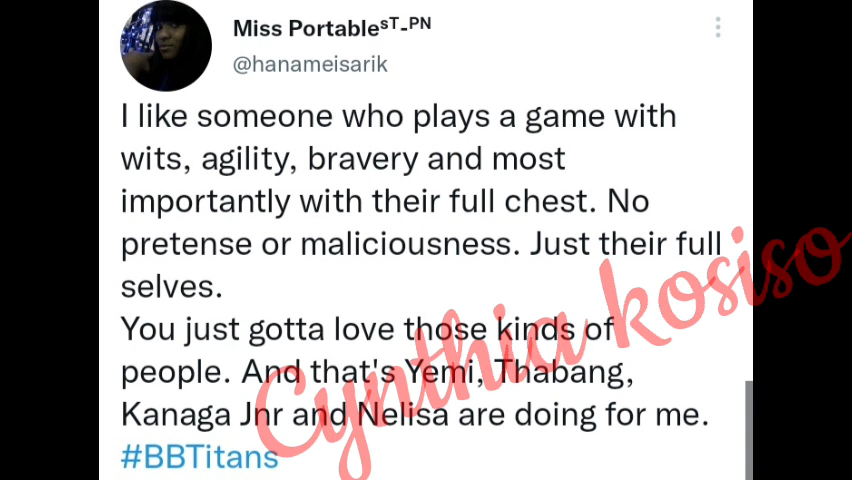 Miss Portableˢᵀ-ᴾᴺ
@hanameisarik
I like someone who plays a game with
wits, agility, bravery and most
importantly with their full chest. No
pretense or maliciousness. Just their full
selves.
You just gotta love those kinds of
people. And that's Yemi, Thabang,
Kanaga Jnr and Nelisa are doing for me.
#BBTitans
Cynthia kosiso